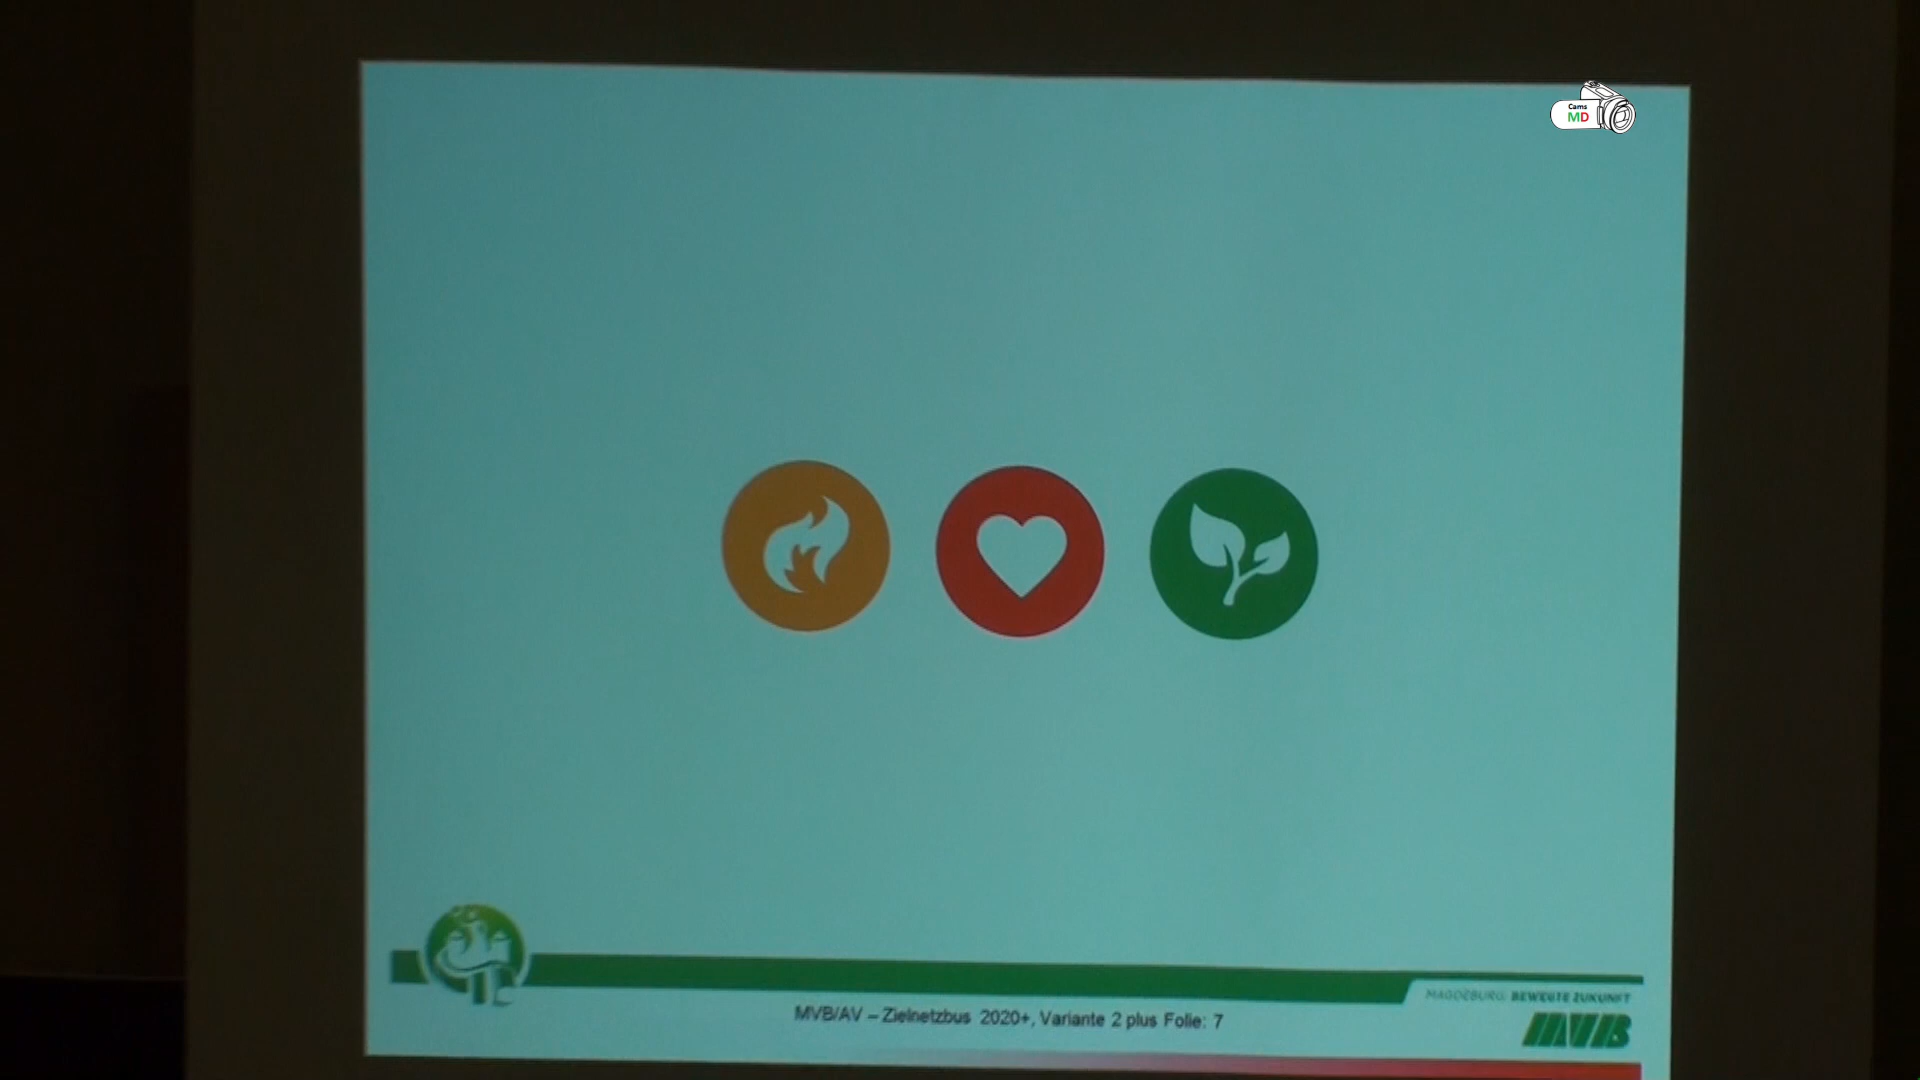 Cams
MD
MAGDEBURG. BEWEGTE ZUKUNFT
MVB/AV – Zielnetzbus 2020+, Variante 2 plus Folie: 7
MVB